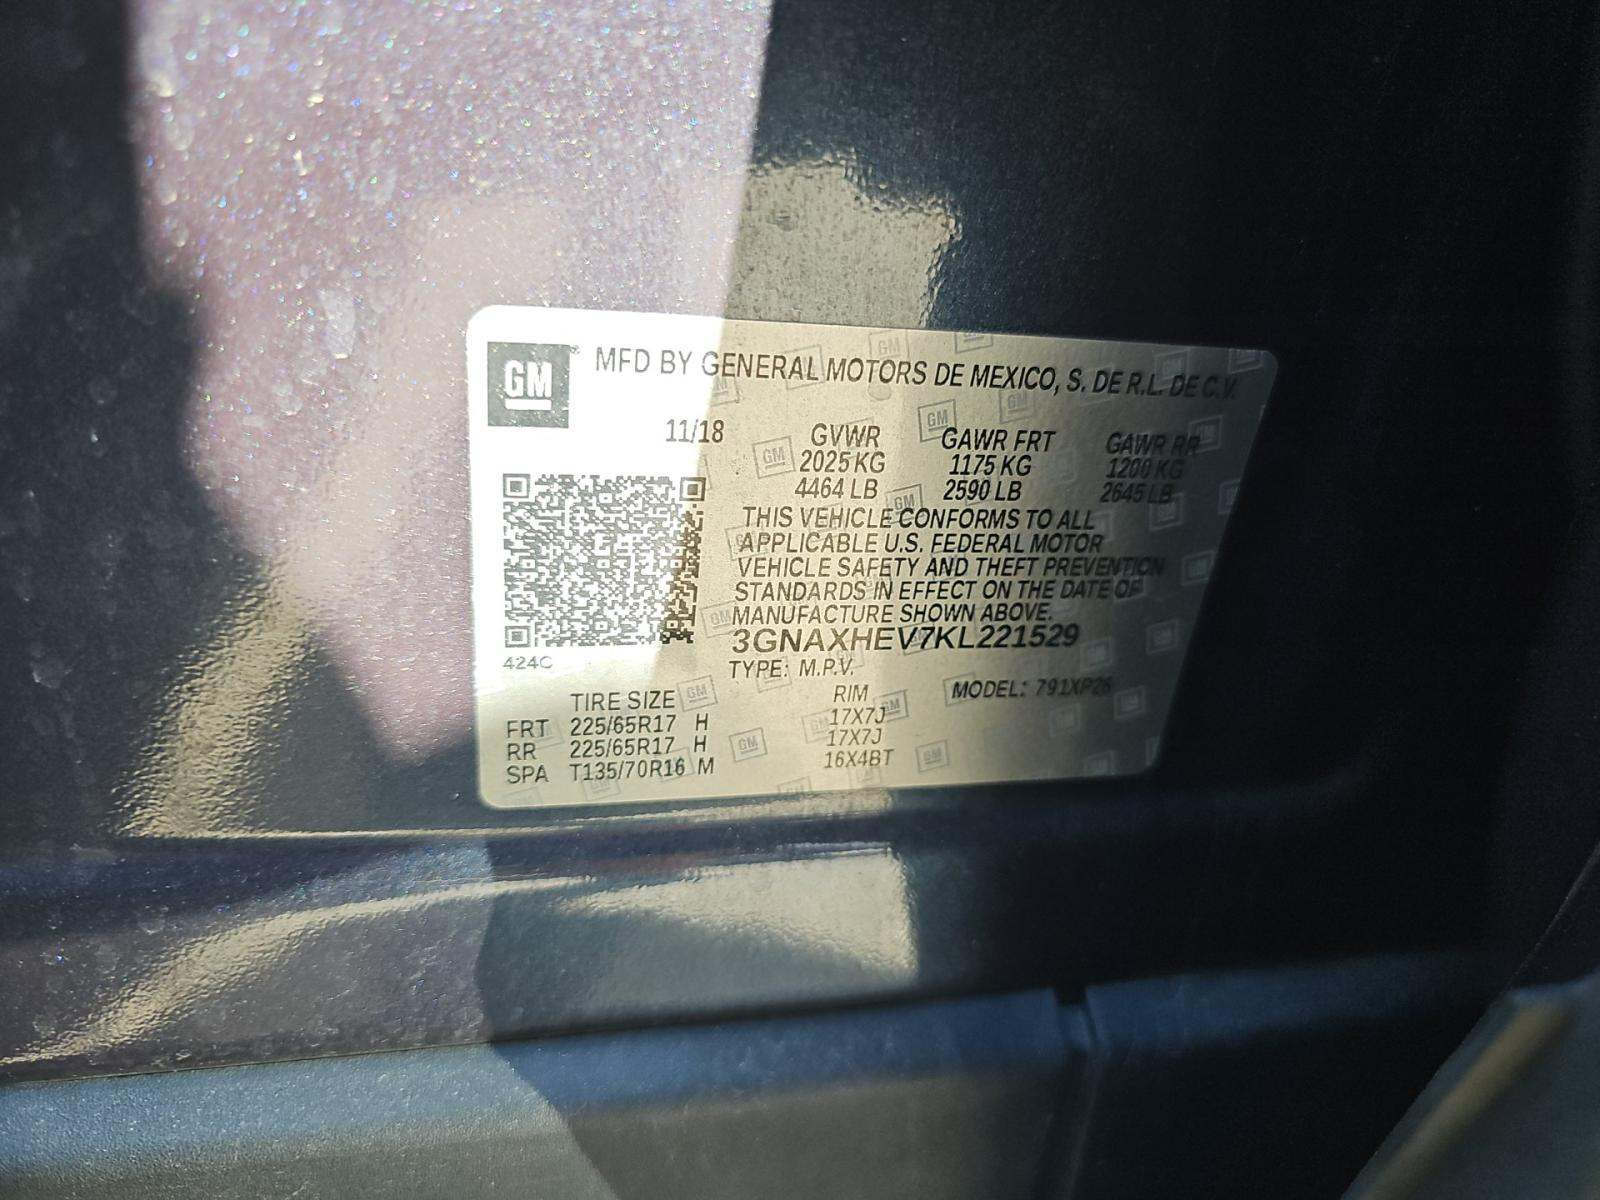 GM ® MFD BY GENERAL MOTORS DE MEXICO, S. DE R.L. DE C.V.
11/18 GVWR GAWR FRT GAWR RR
2025 KG 1175 KG 1200 KG
4464 LB 2590 LB 2645 LB
THIS VEHICLE CONFORMS TO ALL
APPLICABLE U.S. FEDERAL MOTOR
VEHICLE SAFETY AND THEFT PREVENTION
STANDARDS IN EFFECT ON THE DATE OF
MANUFACTURE SHOWN ABOVE.
3GNAXHEV7KL221529
424C
TYPE: M.P.V. MODEL: 791XP26
TIRE SIZE RIM
FRT 225/65R17 H 17X7J
RR 225/65R17 H 17X7J
SPA T135/70R16 M 16X4BT